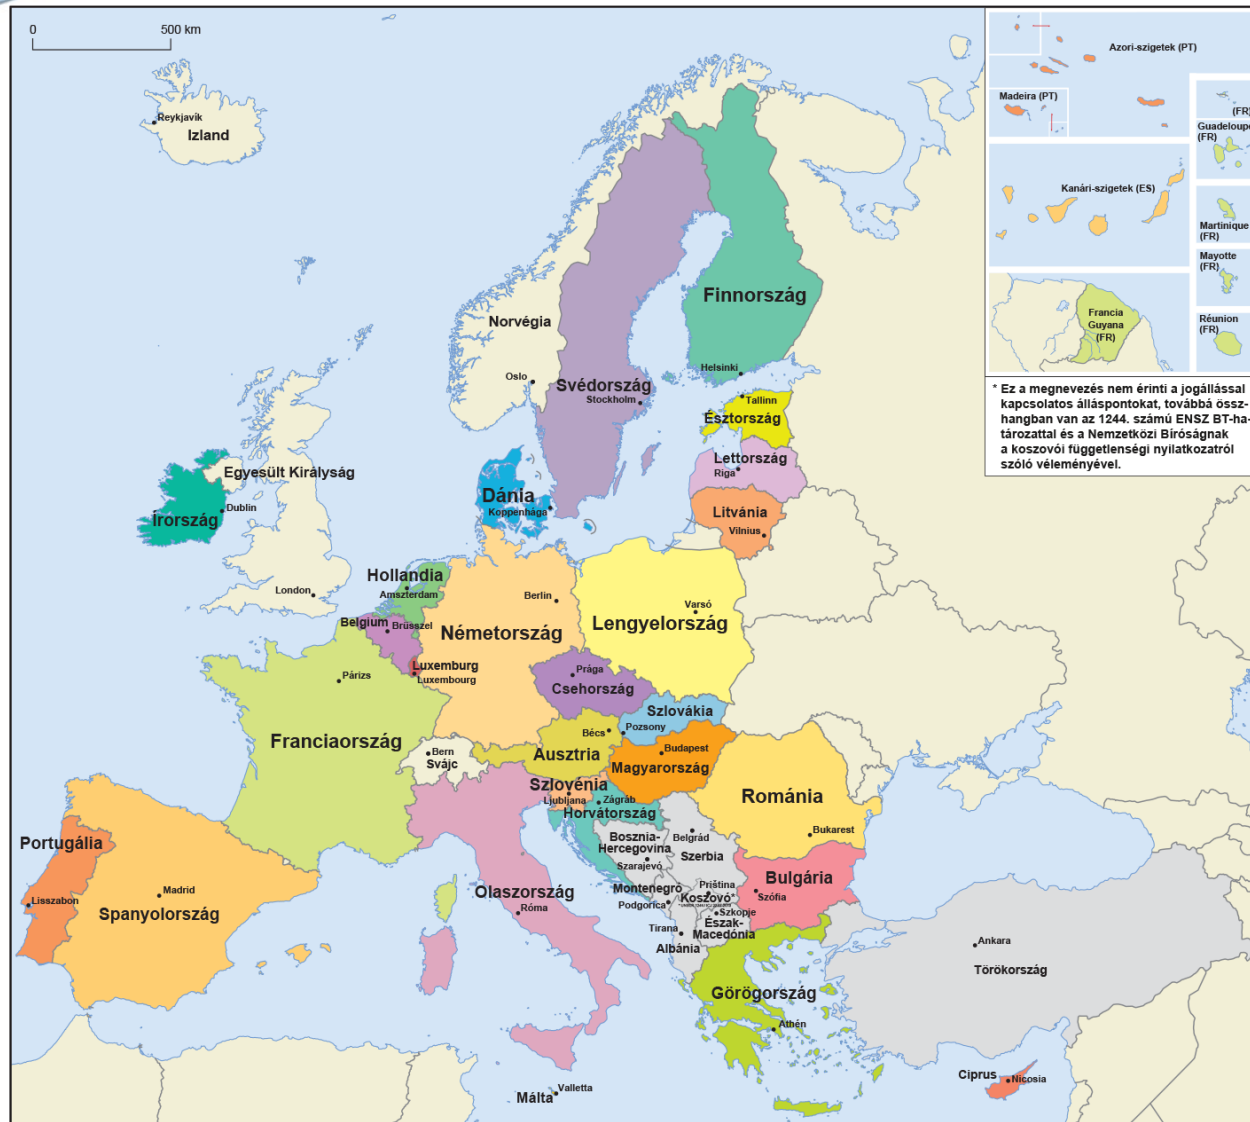 0 500 km
Azori-szigetek (PT)
Madeira (PT)
(FR)
Guadeloupe
(FR)
Kanári-szigetek (ES)
Martinique
(FR)
Mayotte
(FR)
Francia
Guyana
(FR)
Réunion
(FR)
* Ez a megnevezés nem érinti a jogállással
kapcsolatos álláspontokat, továbbá össz-
hangban van az 1244. számú ENSZ BT-ha-
tározattal és a Nemzetközi Bíróságnak
a koszovói függetlenségi nyilatkozatról
szóló véleményével.
Reykjavík
Izland
Norvégia
Oslo
Svédország
Stockholm
Finnország
Helsinki
Tallinn
Észtország
Lettország
Riga
Litvánia
Vilnius
Egyesült Királyság
Dublin
Írország
London
Dánia
Koppenhága
Hollandia
Amszterdam
Belgium
Brüsszel
Luxemburg
Luxembourg
Berlin
Németország
Varsó
Lengyelország
Prága
Csehország
Szlovákia
Pozsony
Bécs
Ausztria
Budapest
Magyarország
Párizs
Franciaország
Bern
Svájc
Szlovénia
Ljubljana
Zágráb
Horvátország
Románia
Bukarest
Bosznia-
Hercegovina
Szarajevó
Belgrád
Szerbia
Montenegró
Podgorica
Priština
Koszovó*
Szkopje
Észak-
Macedónia
Tirana
Albánia
Bulgária
Szófia
Portugália
Lisszabon
Madrid
Spanyolország
Olaszország
Róma
Görögország
Athén
Ankara
Törökország
Ciprus
Nicosia
Valletta
Málta